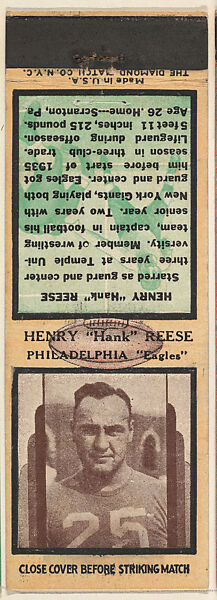 Made in U.S.A.
THE DIAMOND MATCH CO. N.Y.C.
HENRY "Hank" REESE
Starred as guard and center
three years at Temple Uni-
versity. Member of wrestling
team, captain in football his
senior year. Two years with
New York Giants, playing both
guard and center. Eagles got
him before start of 1935
season in three-club trade.
Lifeguard during offseason.
5 feet 11 inches, 215 pounds.
Age 26 Home—Scranton, Pa.
HENRY "Hank" REESE
PHILADELPHIA "Eagles"
25
CLOSE COVER BEFORE STRIKING MATCH